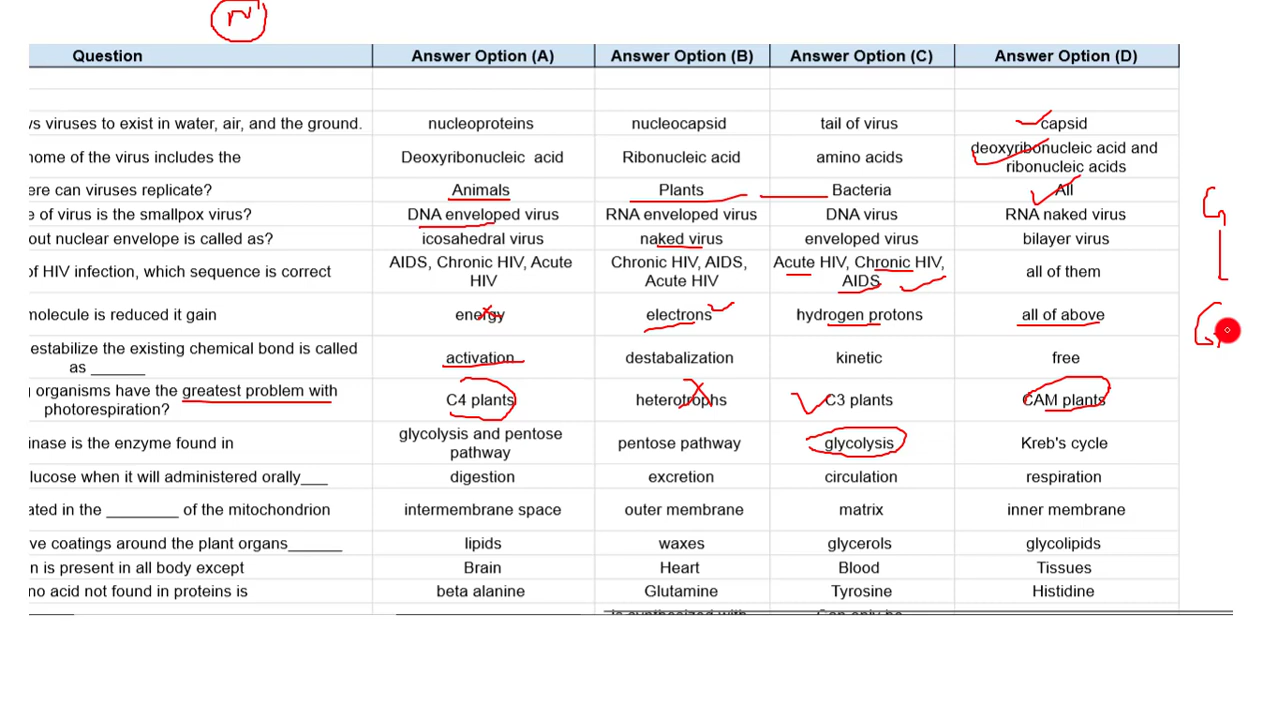 Question Answer Option (A) Answer Option (B) Answer Option (C) Answer Option (D)
vs viruses to exist in water, air, and the ground. nucleoproteins nucleocapsid tail of virus capsid
nome of the virus includes the Deoxyribonucleic acid Ribonucleic acid amino acids deoxyribonucleic acid and
ribonucleic acids
ere can viruses replicate? Animals Plants Bacteria All
e of virus is the smallpox virus? DNA enveloped virus RNA enveloped virus DNA virus RNA naked virus
out nuclear envelope is called as? icosahedral virus naked virus enveloped virus bilayer virus
of HIV infection, which sequence is correct AIDS, Chronic HIV, Acute
HIV Chronic HIV, AIDS,
Acute HIV Acute HIV, Chronic HIV,
AIDS all of them
molecule is reduced it gain energy electrons hydrogen protons all of above
estabilize the existing chemical bond is called
as ______ activation destabalization kinetic free
organisms have the greatest problem with
photorespiration? C4 plants heterotrophs C3 plants CAM plants
inase is the enzyme found in glycolysis and pentose
pathway pentose pathway glycolysis Kreb's cycle
lucose when it will administered orally___ digestion excretion circulation respiration
ated in the ________ of the mitochondrion intermembrane space outer membrane matrix inner membrane
ve coatings around the plant organs______ lipids waxes glycerols glycolipids
n is present in all body except Brain Heart Blood Tissues
no acid not found in proteins is beta alanine Glutamine Tyrosine Histidine